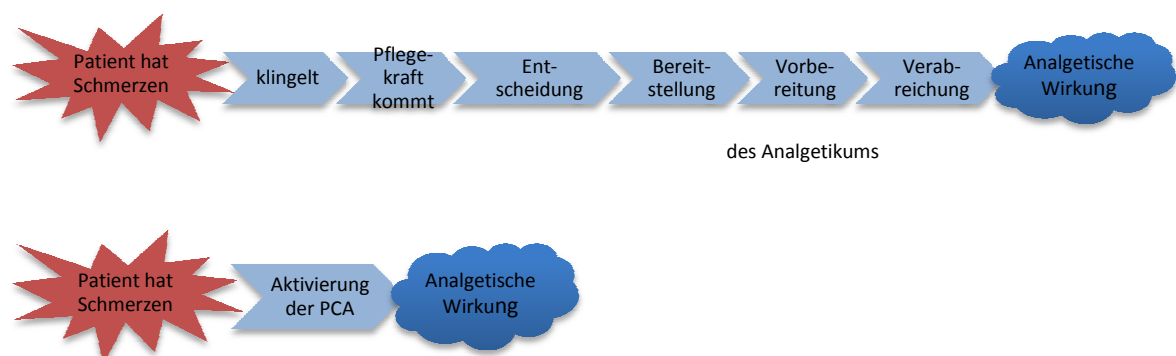 Patient hat
Schmerzen
klingelt
Pflege-
kraft
kommt
Ent-
scheidung
Bereit-
stellung
Vorbe-
reitung
Verab-
reichung
Analgetische
Wirkung
des Analgetikums
Patient hat
Schmerzen
Aktivierung
der PCA
Analgetische
Wirkung